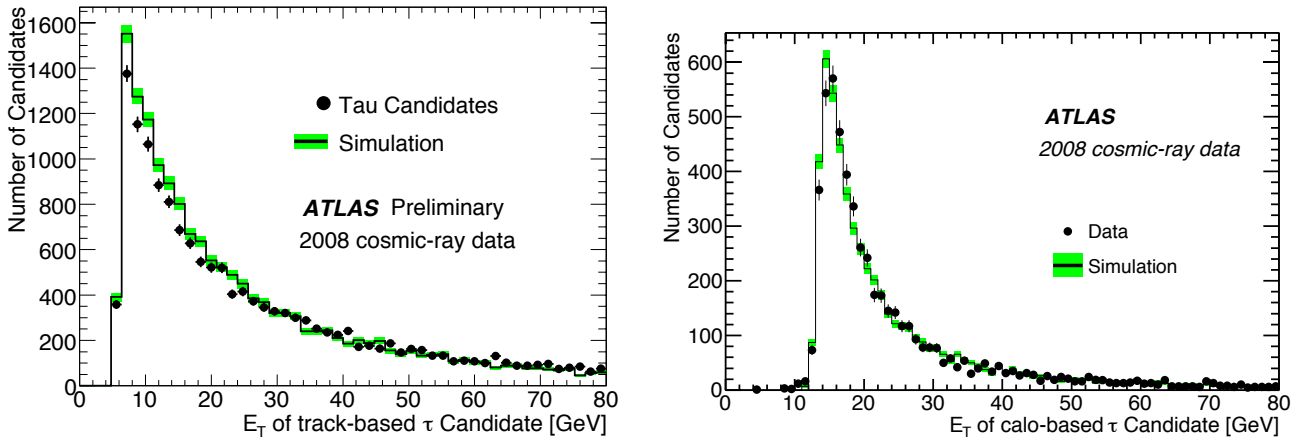 Number of Candidates
1600
1400
1200
1000
800
600
400
200
0
Tau Candidates
Simulation
ATLAS Preliminary
2008 cosmic-ray data
0 10 20 30 40 50 60 70 80
E_T of track-based τ Candidate [GeV]
Number of Candidates
600
500
400
300
200
100
0
ATLAS
2008 cosmic-ray data
Data
Simulation
0 10 20 30 40 50 60 70 80
E_T of calo-based τ Candidate [GeV]